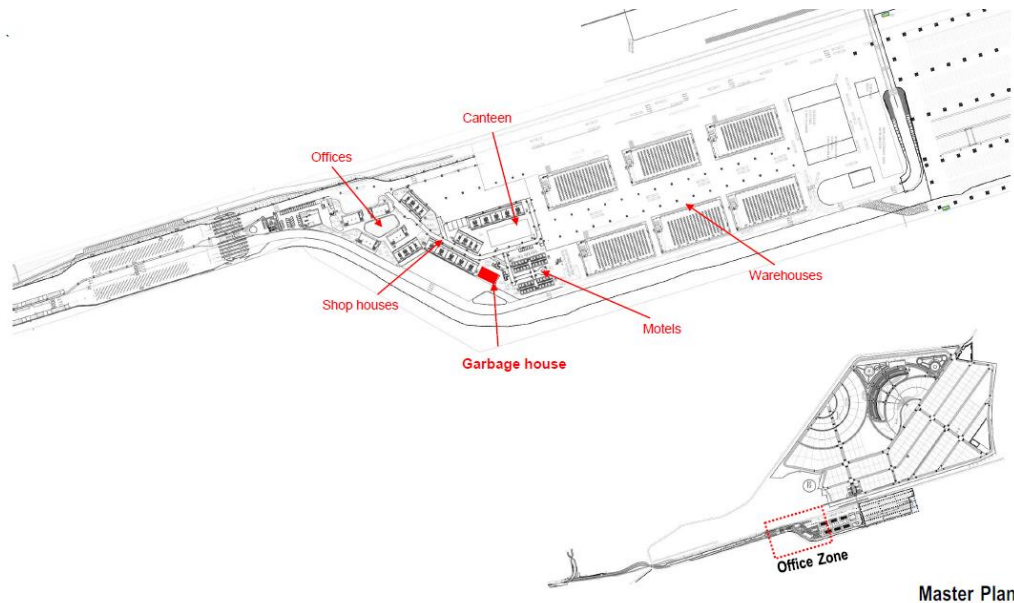 Canteen
Offices
Warehouses
Shop houses
Motels
Garbage house
B
Office Zone
Master Plan